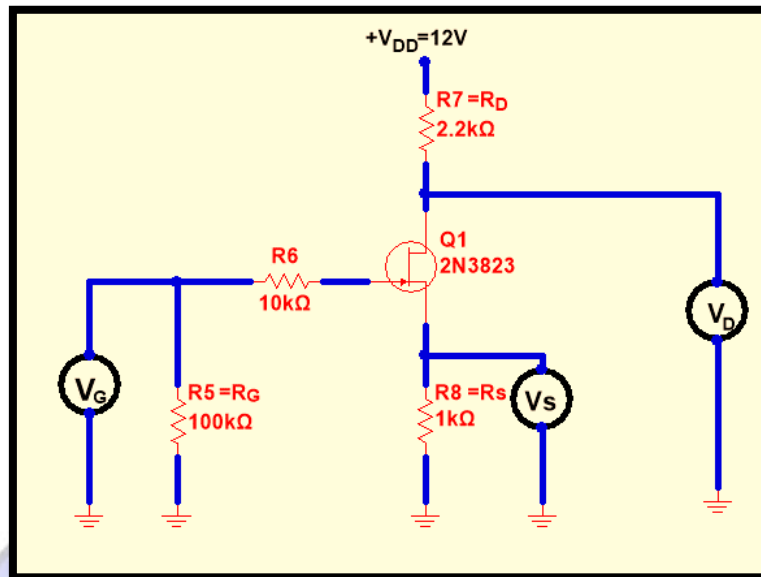 +VDD=12V
R7 =RD
2.2kΩ
Q1
2N3823
R6
10kΩ
VD
VG
R5 =RG
100kΩ
R8 =Rs
1kΩ
Vs